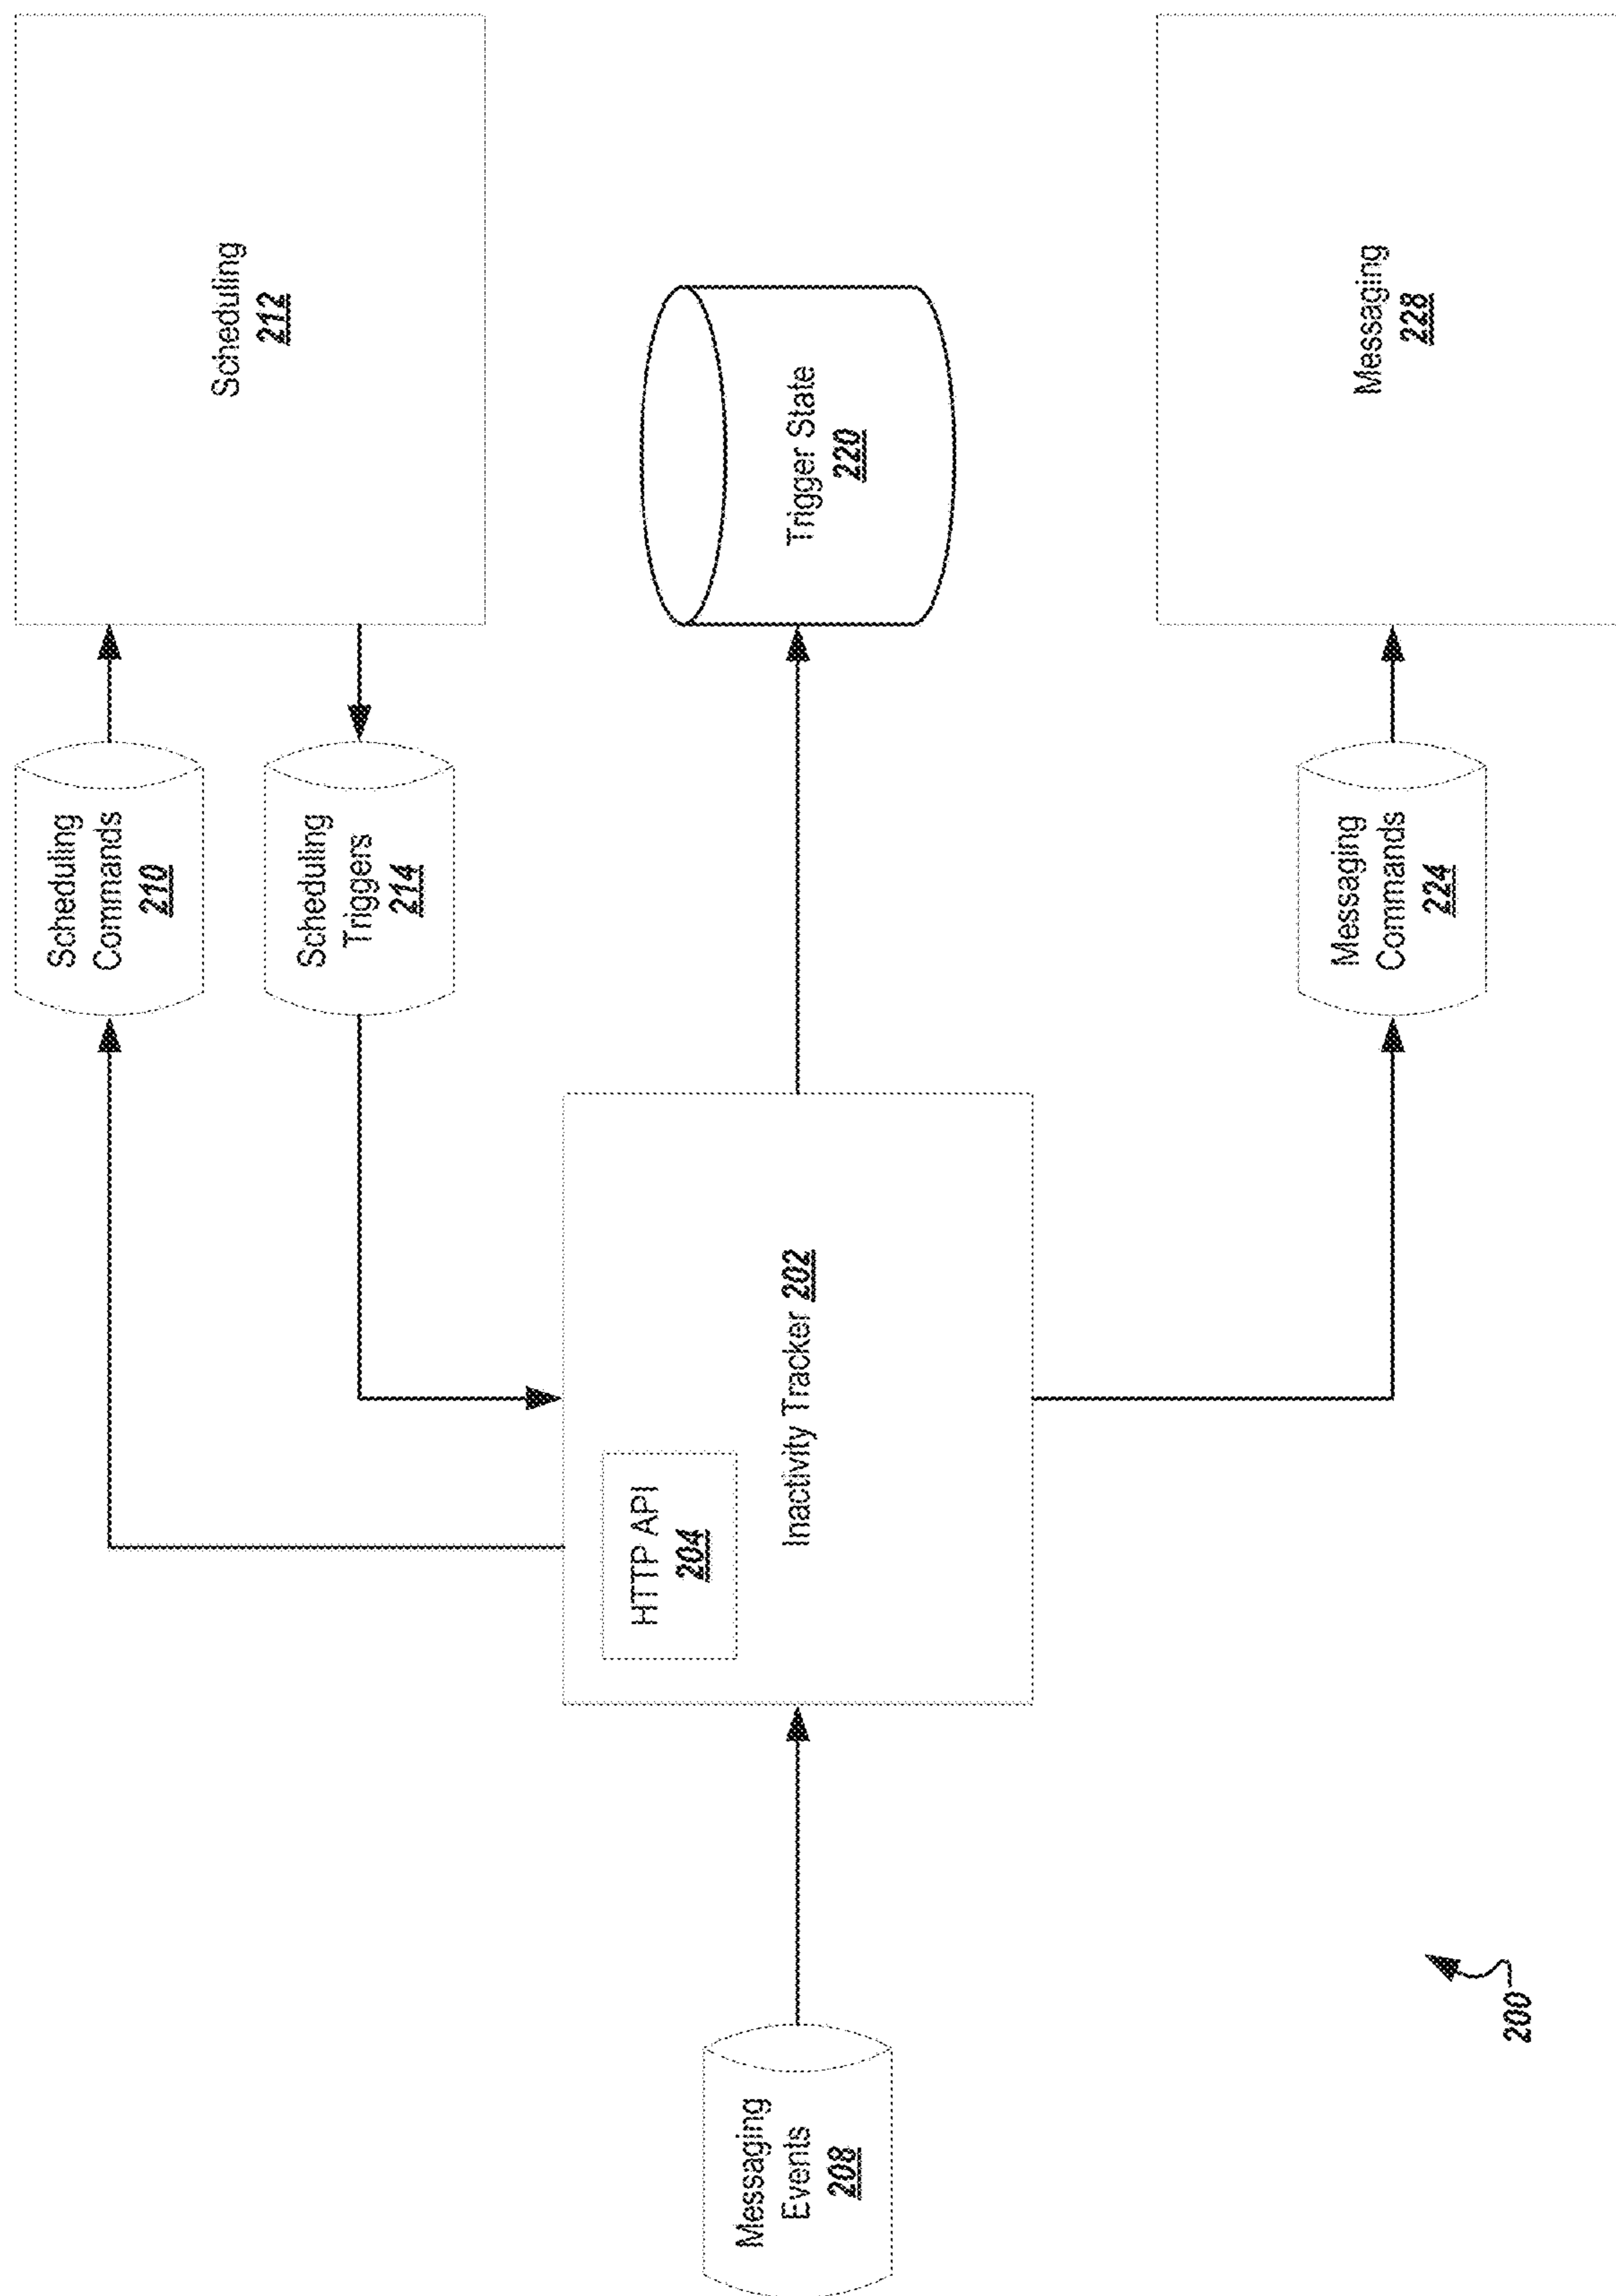 Scheduling
Commands
210
Scheduling
212
Scheduling
Triggers
214
HTTP API
204
Messaging
Events
208
Inactivity Tracker 202
Trigger State
220
Messaging
Commands
224
Messaging
228
200